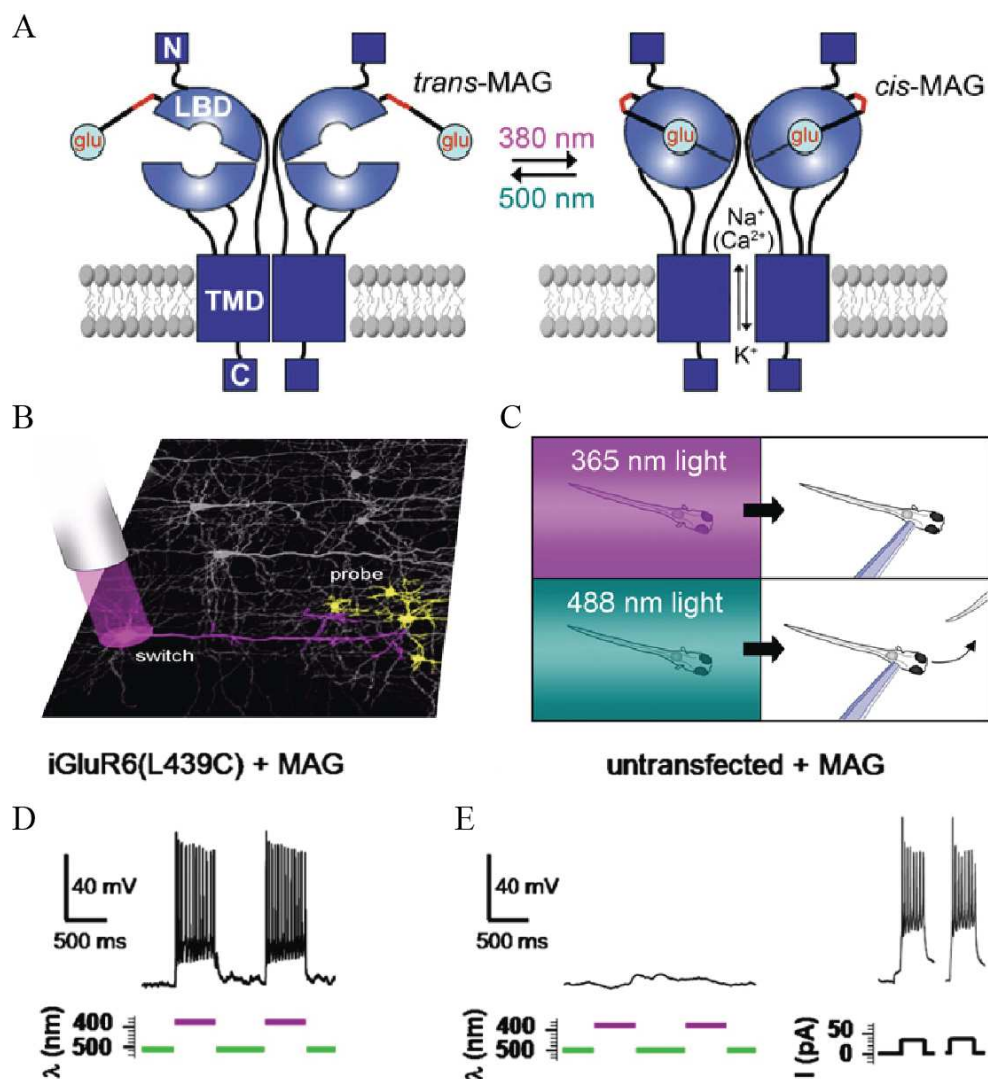 A
N
LBD
glu
trans-MAG
glu
TMD
C
380 nm
500 nm
cis-MAG
glu
glu
Na⁺
(Ca²⁺)
K⁺
B
probe
switch
C
365 nm light
488 nm light
iGluR6(L439C) + MAG
untransfected + MAG
D
40 mV
500 ms
λ (nm)
400
500
E
40 mV
500 ms
λ (nm)
400
500
I (pA)
50
0